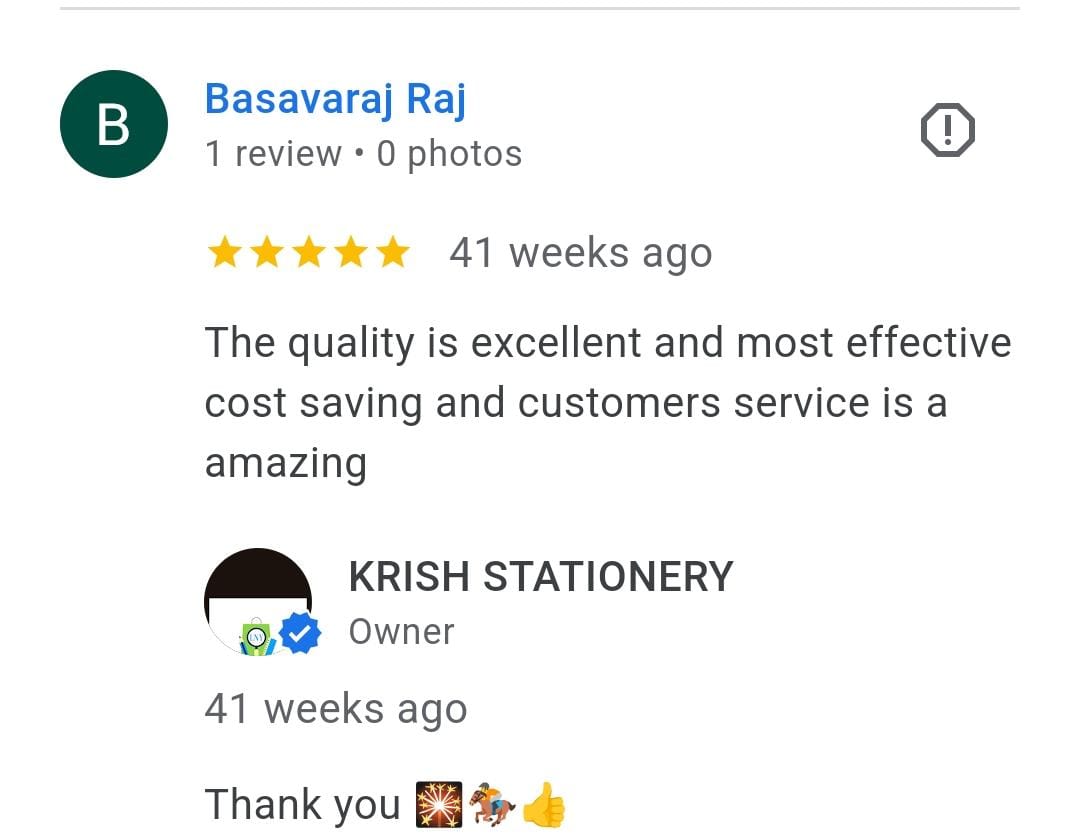 B
Basavaraj Raj
1 review • 0 photos
41 weeks ago
The quality is excellent and most effective
cost saving and customers service is a
amazing
KRISH STATIONERY
Owner
41 weeks ago
Thank you 🎇🏇👍